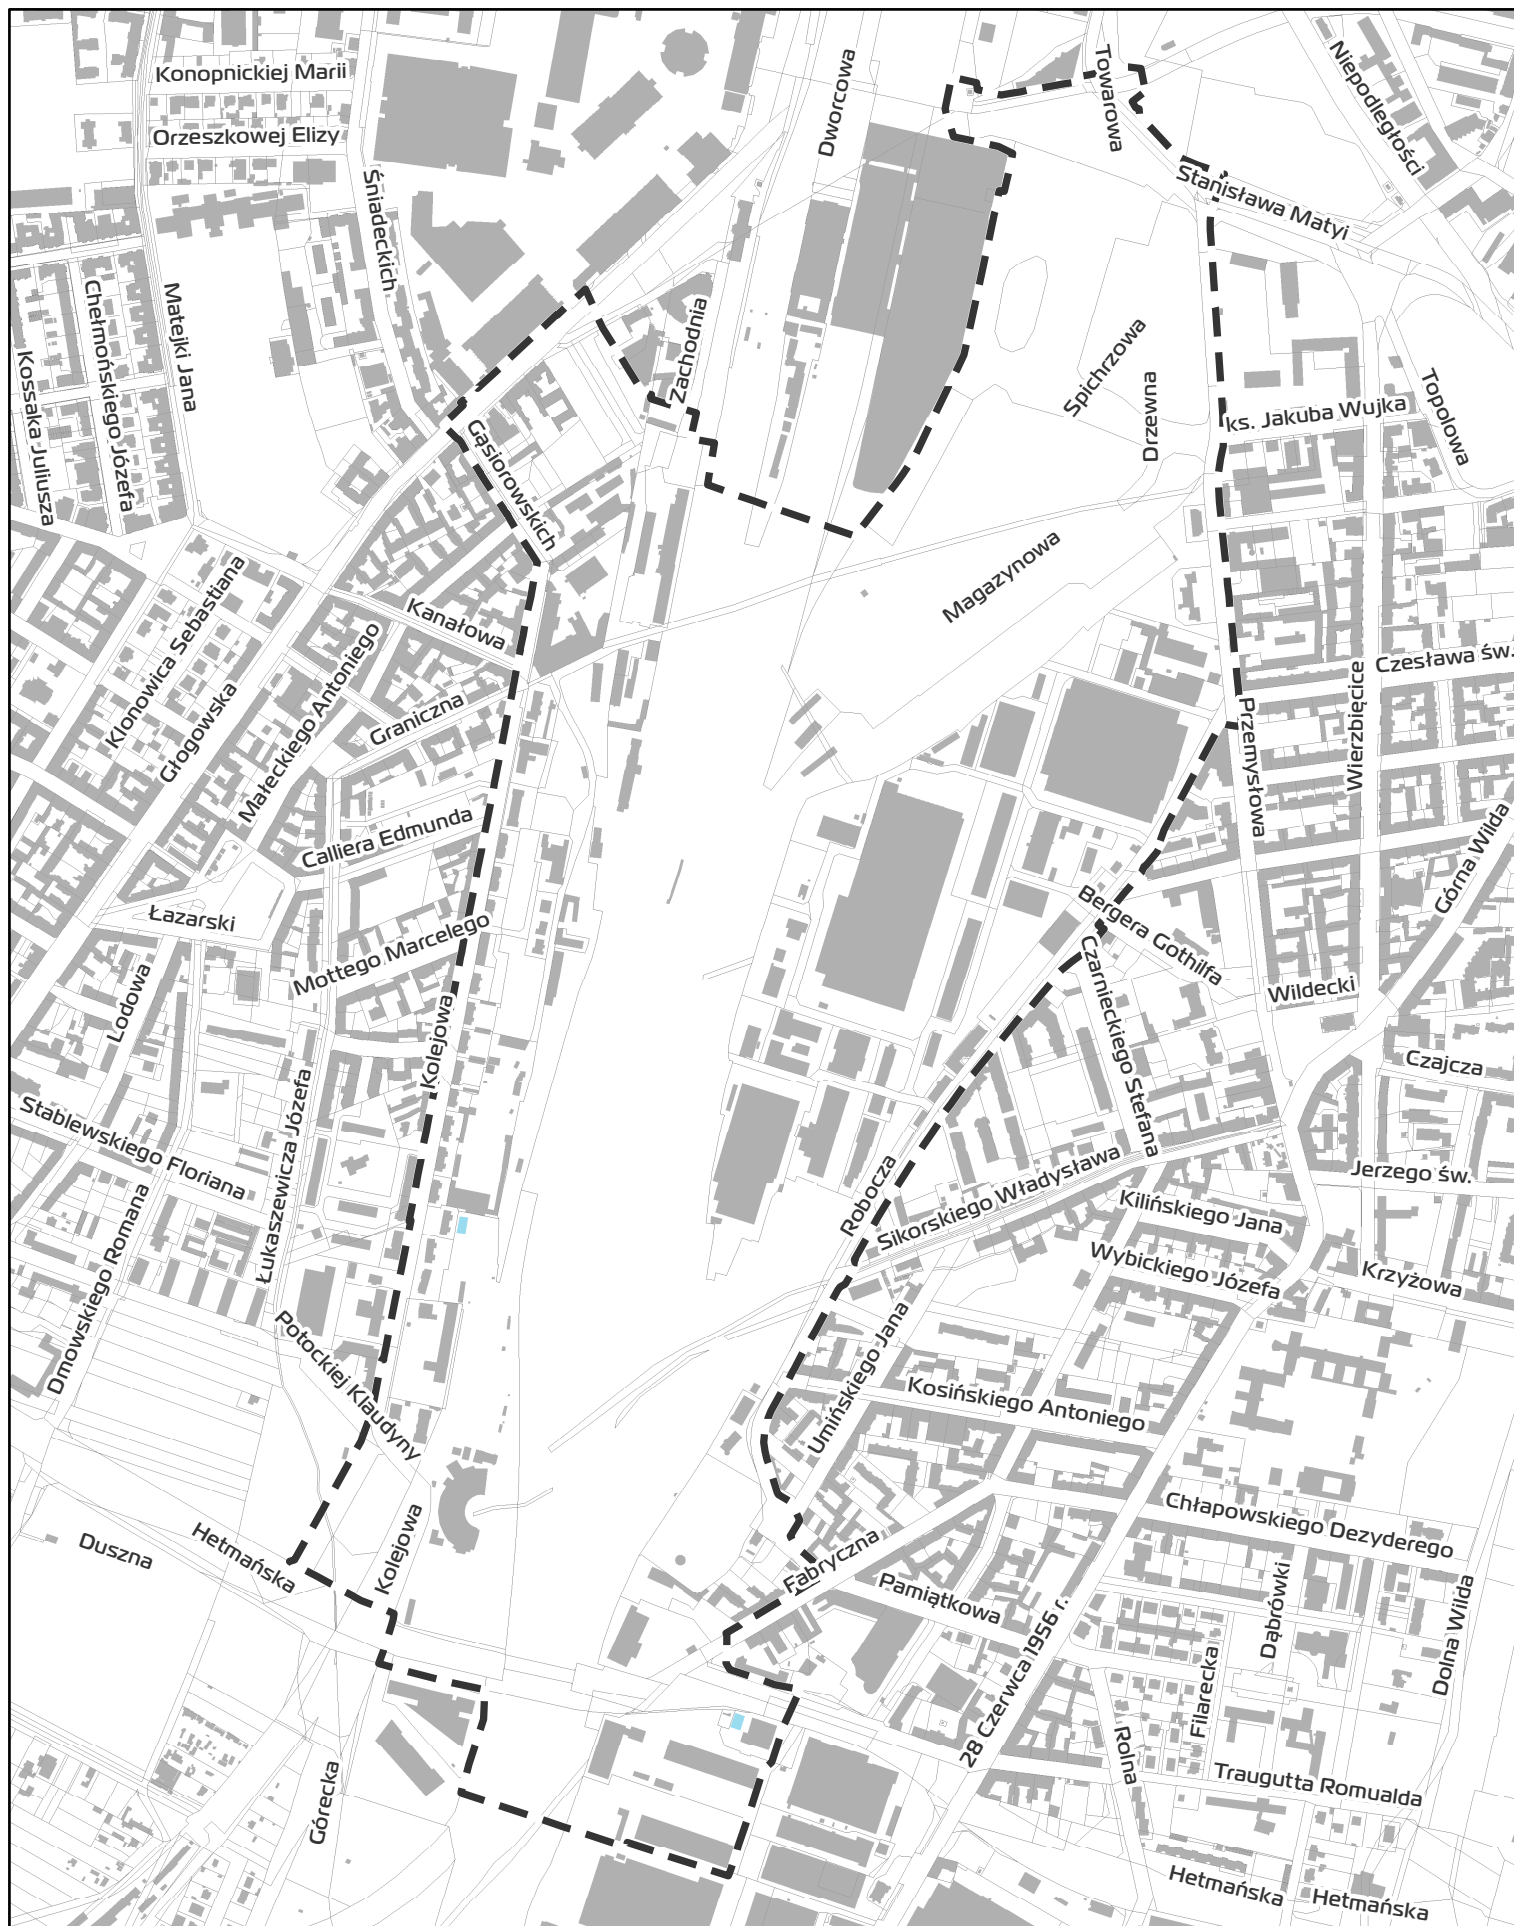 Konopnickiej Marii
Orzeszkowej Elizy
Śniadeckich
Dworcowa
Towarowa
Niepodległości
Stanisława Matyi
Chełmońskiego Józefa
Matejki Jana
Kossaka Juliusza
Zachodnia
Spichrzowa
Drzewna
ks. Jakuba Wujka
Topolowa
Gąsiorowskich
Magazynowa
Klonowica Sebastiana
Głogowska
Kanałowa
Małeckiego Antoniego
Graniczna
Calliera Edmunda
Czesława św.
Wierzbięcice
Przemysłowa
Górna Wilda
Łazarski
Mottego Marcelego
Bergera Gothilfa
Czarnieckiego Stefana
Wildecki
Lodowa
Kolejowa
Czajcza
Stablewskiego Floriana
Łukaszewicza Józefa
Robocza
Sikorskiego Władysława
Jerzego św.
Kilińskiego Jana
Wybickiego Józefa
Krzyżowa
Dmowskiego Romana
Potockiej Klaudyny
Umińskiego Jana
Kosińskiego Antoniego
Chłapowskiego Dezyderego
Duszna
Hetmańska
Kolejowa
Fabryczna
Pamiątkowa
Dąbrówki
Dolna Wilda
28 Czerwca 1956 r.
Filarecka
Rolna
Traugutta Romualda
Górecka
Hetmańska
Hetmańska